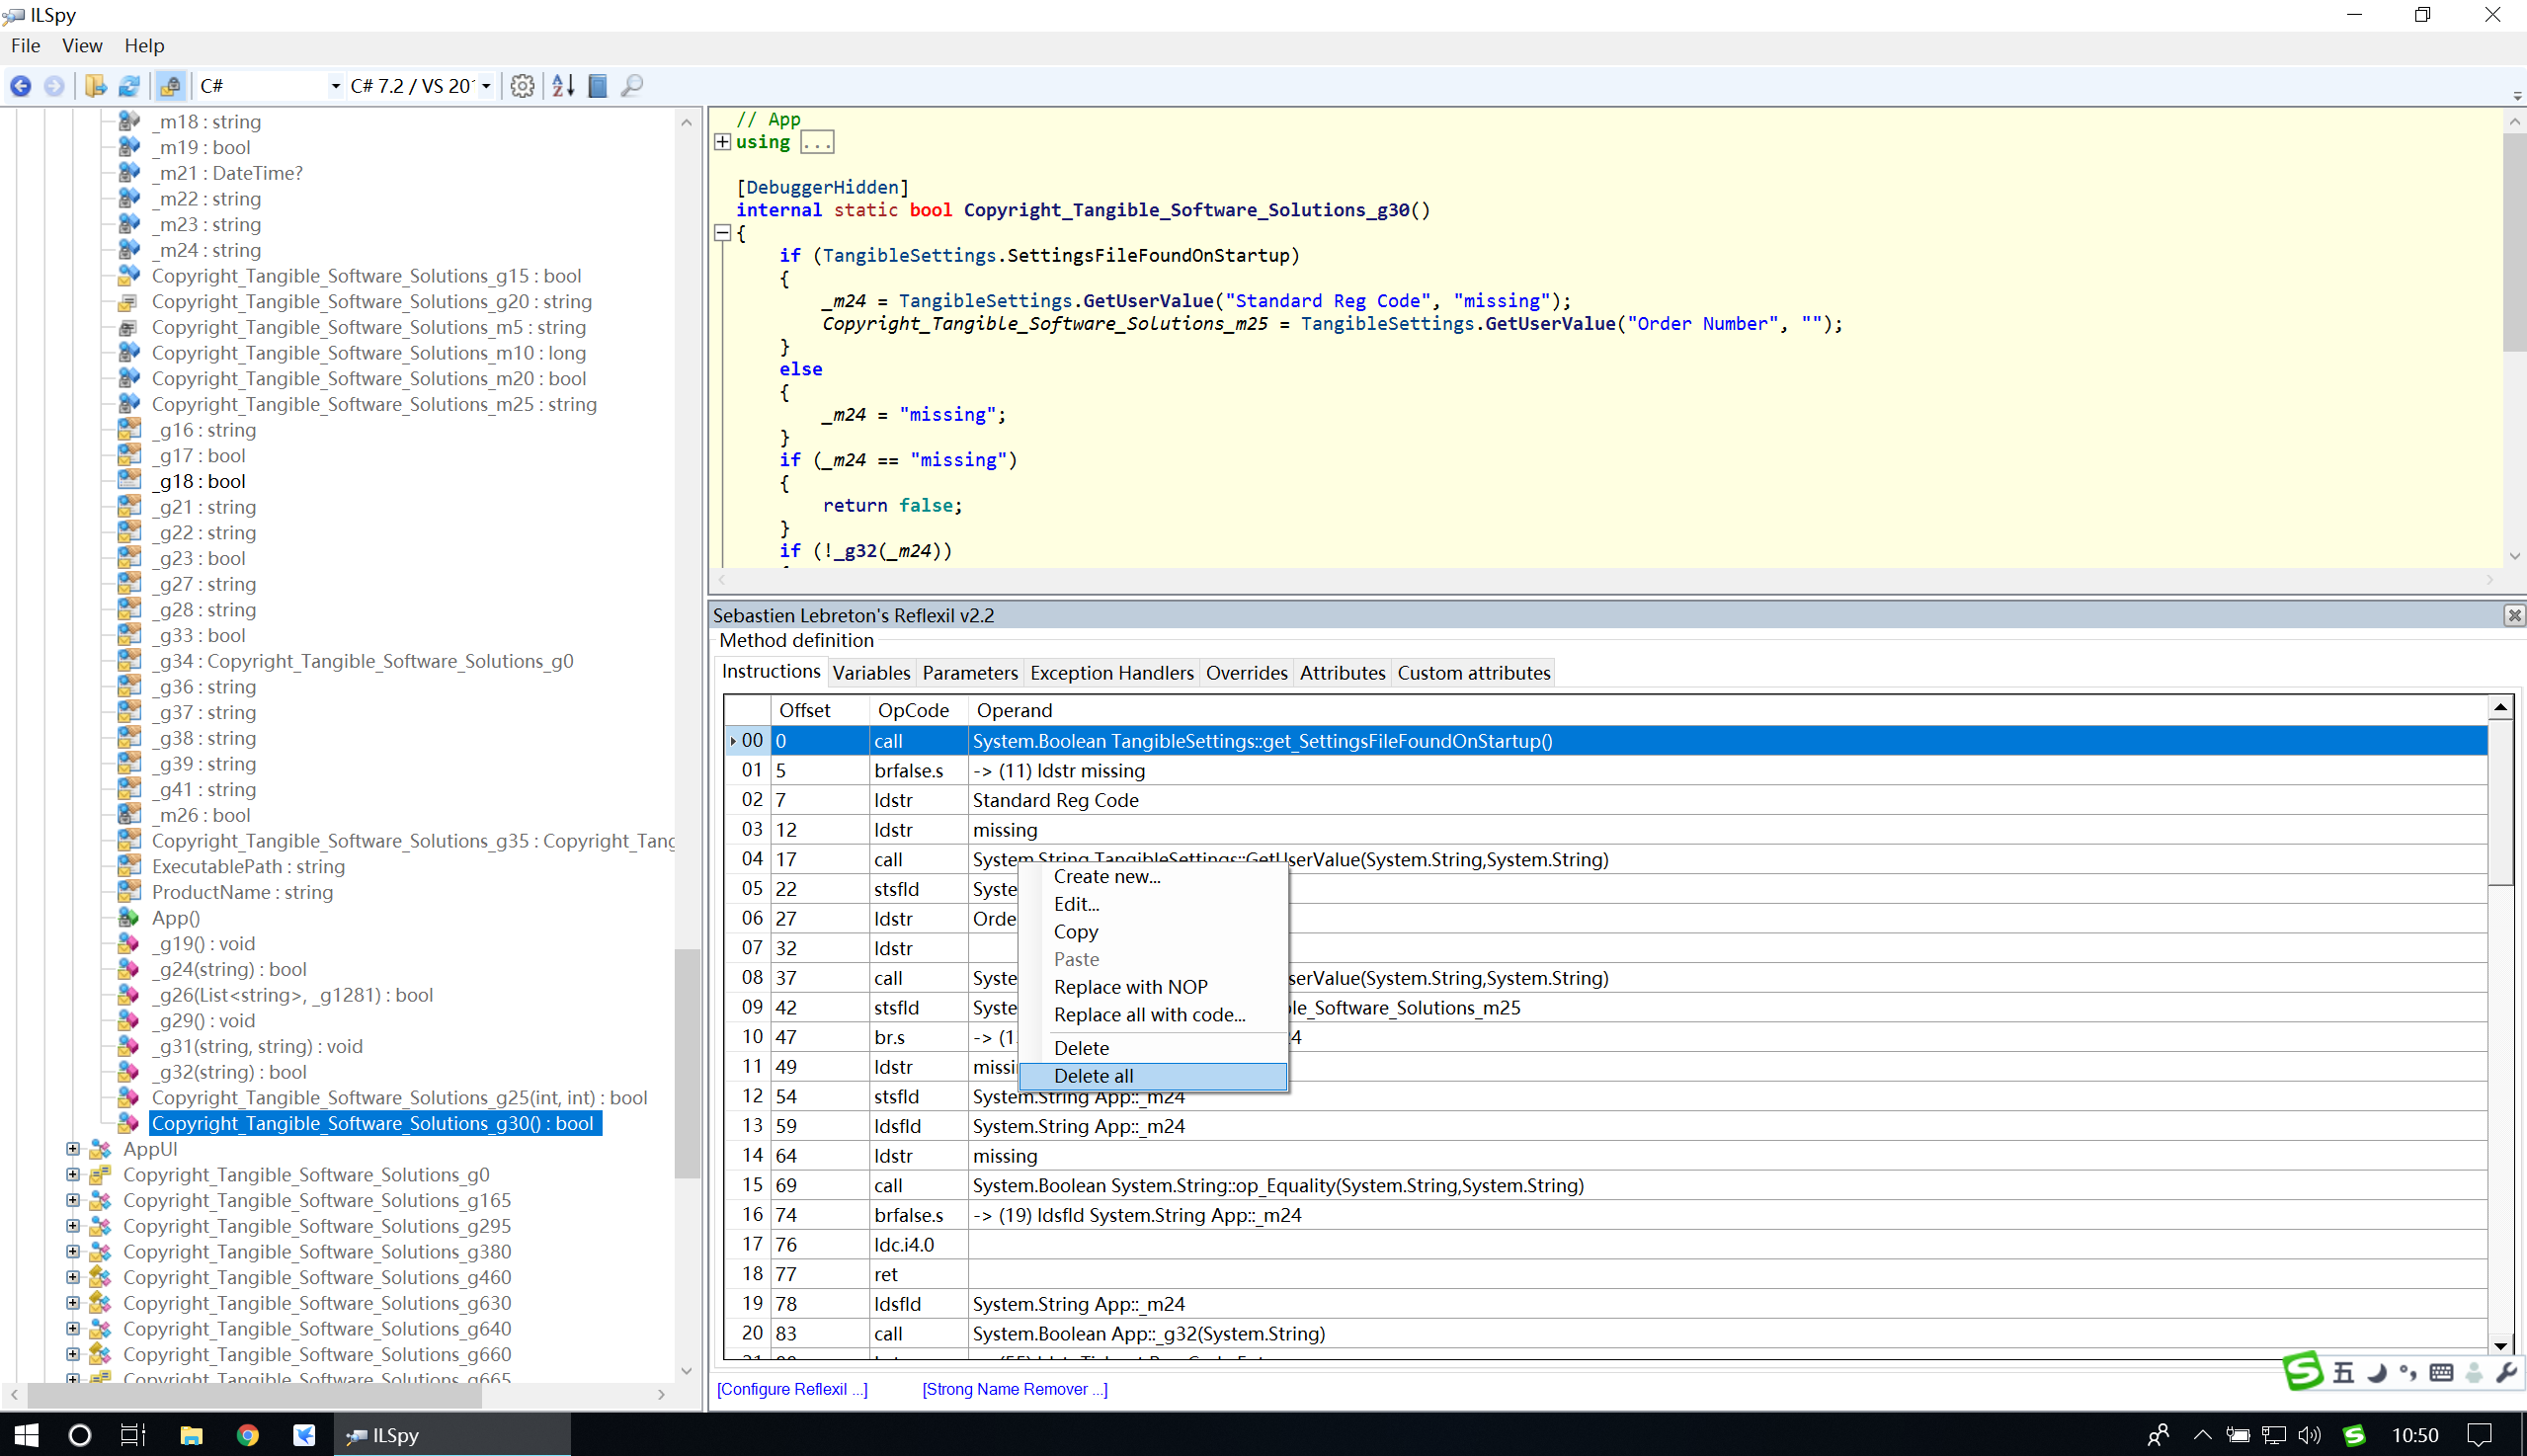 ILSpy
File View Help
C# C# 7.2 / VS 201
_m18 : string
_m19 : bool
_m21 : DateTime?
_m22 : string
_m23 : string
_m24 : string
Copyright_Tangible_Software_Solutions_g15 : bool
Copyright_Tangible_Software_Solutions_g20 : string
Copyright_Tangible_Software_Solutions_m5 : string
Copyright_Tangible_Software_Solutions_m10 : long
Copyright_Tangible_Software_Solutions_m20 : bool
Copyright_Tangible_Software_Solutions_m25 : string
_g16 : string
_g17 : bool
_g18 : bool
_g21 : string
_g22 : string
_g23 : bool
_g27 : string
_g28 : string
_g33 : bool
_g34 : Copyright_Tangible_Software_Solutions_g0
_g36 : string
_g37 : string
_g38 : string
_g39 : string
_g41 : string
_m26 : bool
Copyright_Tangible_Software_Solutions_g35 : Copyright_Tang
ExecutablePath : string
ProductName : string
App()
_g19() : void
_g24(string) : bool
_g26(List<string>, _g1281) : bool
_g29() : void
_g31(string, string) : void
_g32(string) : bool
Copyright_Tangible_Software_Solutions_g25(int, int) : bool
Copyright_Tangible_Software_Solutions_g30() : bool
AppUI
Copyright_Tangible_Software_Solutions_g0
Copyright_Tangible_Software_Solutions_g165
Copyright_Tangible_Software_Solutions_g295
Copyright_Tangible_Software_Solutions_g380
Copyright_Tangible_Software_Solutions_g460
Copyright_Tangible_Software_Solutions_g630
Copyright_Tangible_Software_Solutions_g640
Copyright_Tangible_Software_Solutions_g660
Copyright_Tangible_Software_Solutions_g665
// App
using ...
[DebuggerHidden]
internal static bool Copyright_Tangible_Software_Solutions_g30()
{
if (TangibleSettings.SettingsFileFoundOnStartup)
{
_m24 = TangibleSettings.GetUserValue("Standard Reg Code", "missing");
Copyright_Tangible_Software_Solutions_m25 = TangibleSettings.GetUserValue("Order Number", "");
}
else
{
_m24 = "missing";
}
if (_m24 == "missing")
{
return false;
}
if (!_g32(_m24))
Sebastien Lebreton's Reflexil v2.2
Method definition
Instructions Variables Parameters Exception Handlers Overrides Attributes Custom attributes
Offset OpCode Operand
00 0 call System.Boolean TangibleSettings::get_SettingsFileFoundOnStartup()
01 5 brfalse.s -> (11) ldstr missing
02 7 ldstr Standard Reg Code
03 12 ldstr missing
04 17 call System.String TangibleSettings::GetUserValue(System.String,System.String)
05 22 stsfld Syste
06 27 ldstr Orde
07 32 ldstr
08 37 call Syste serValue(System.String,System.String)
09 42 stsfld Syste le_Software_Solutions_m25
10 47 br.s -> (1 4
11 49 ldstr missi
12 54 stsfld System.String App::_m24
13 59 ldsfld System.String App::_m24
14 64 ldstr missing
15 69 call System.Boolean System.String::op_Equality(System.String,System.String)
16 74 brfalse.s -> (19) ldsfld System.String App::_m24
17 76 ldc.i4.0
18 77 ret
19 78 ldsfld System.String App::_m24
20 83 call System.Boolean App::_g32(System.String)
Create new...
Edit...
Copy
Paste
Replace with NOP
Replace all with code...
Delete
Delete all
[Configure Reflexil ...] [Strong Name Remover ...]
五
ILSpy
10:50